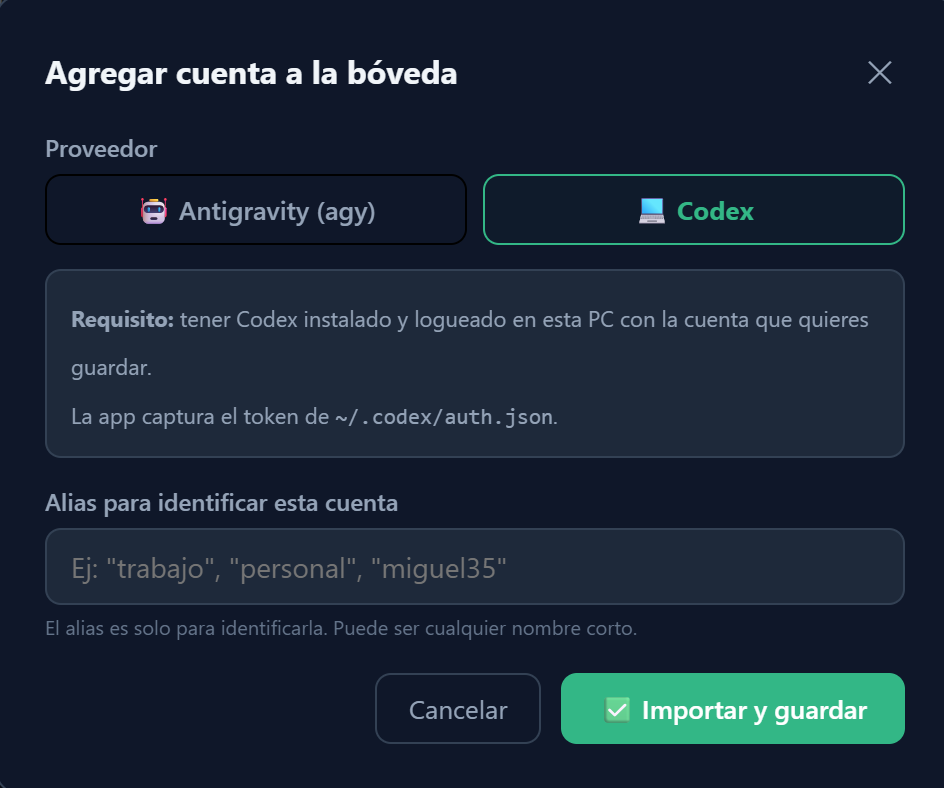 Agregar cuenta a la bóveda
Proveedor
Antigravity (agy)
Codex
Requisito: tener Codex instalado y logueado en esta PC con la cuenta que quieres
guardar.
La app captura el token de ~/.codex/auth.json.
Alias para identificar esta cuenta
Ej: "trabajo", "personal", "miguel35"
El alias es solo para identificarla. Puede ser cualquier nombre corto.
Cancelar
✅ Importar y guardar